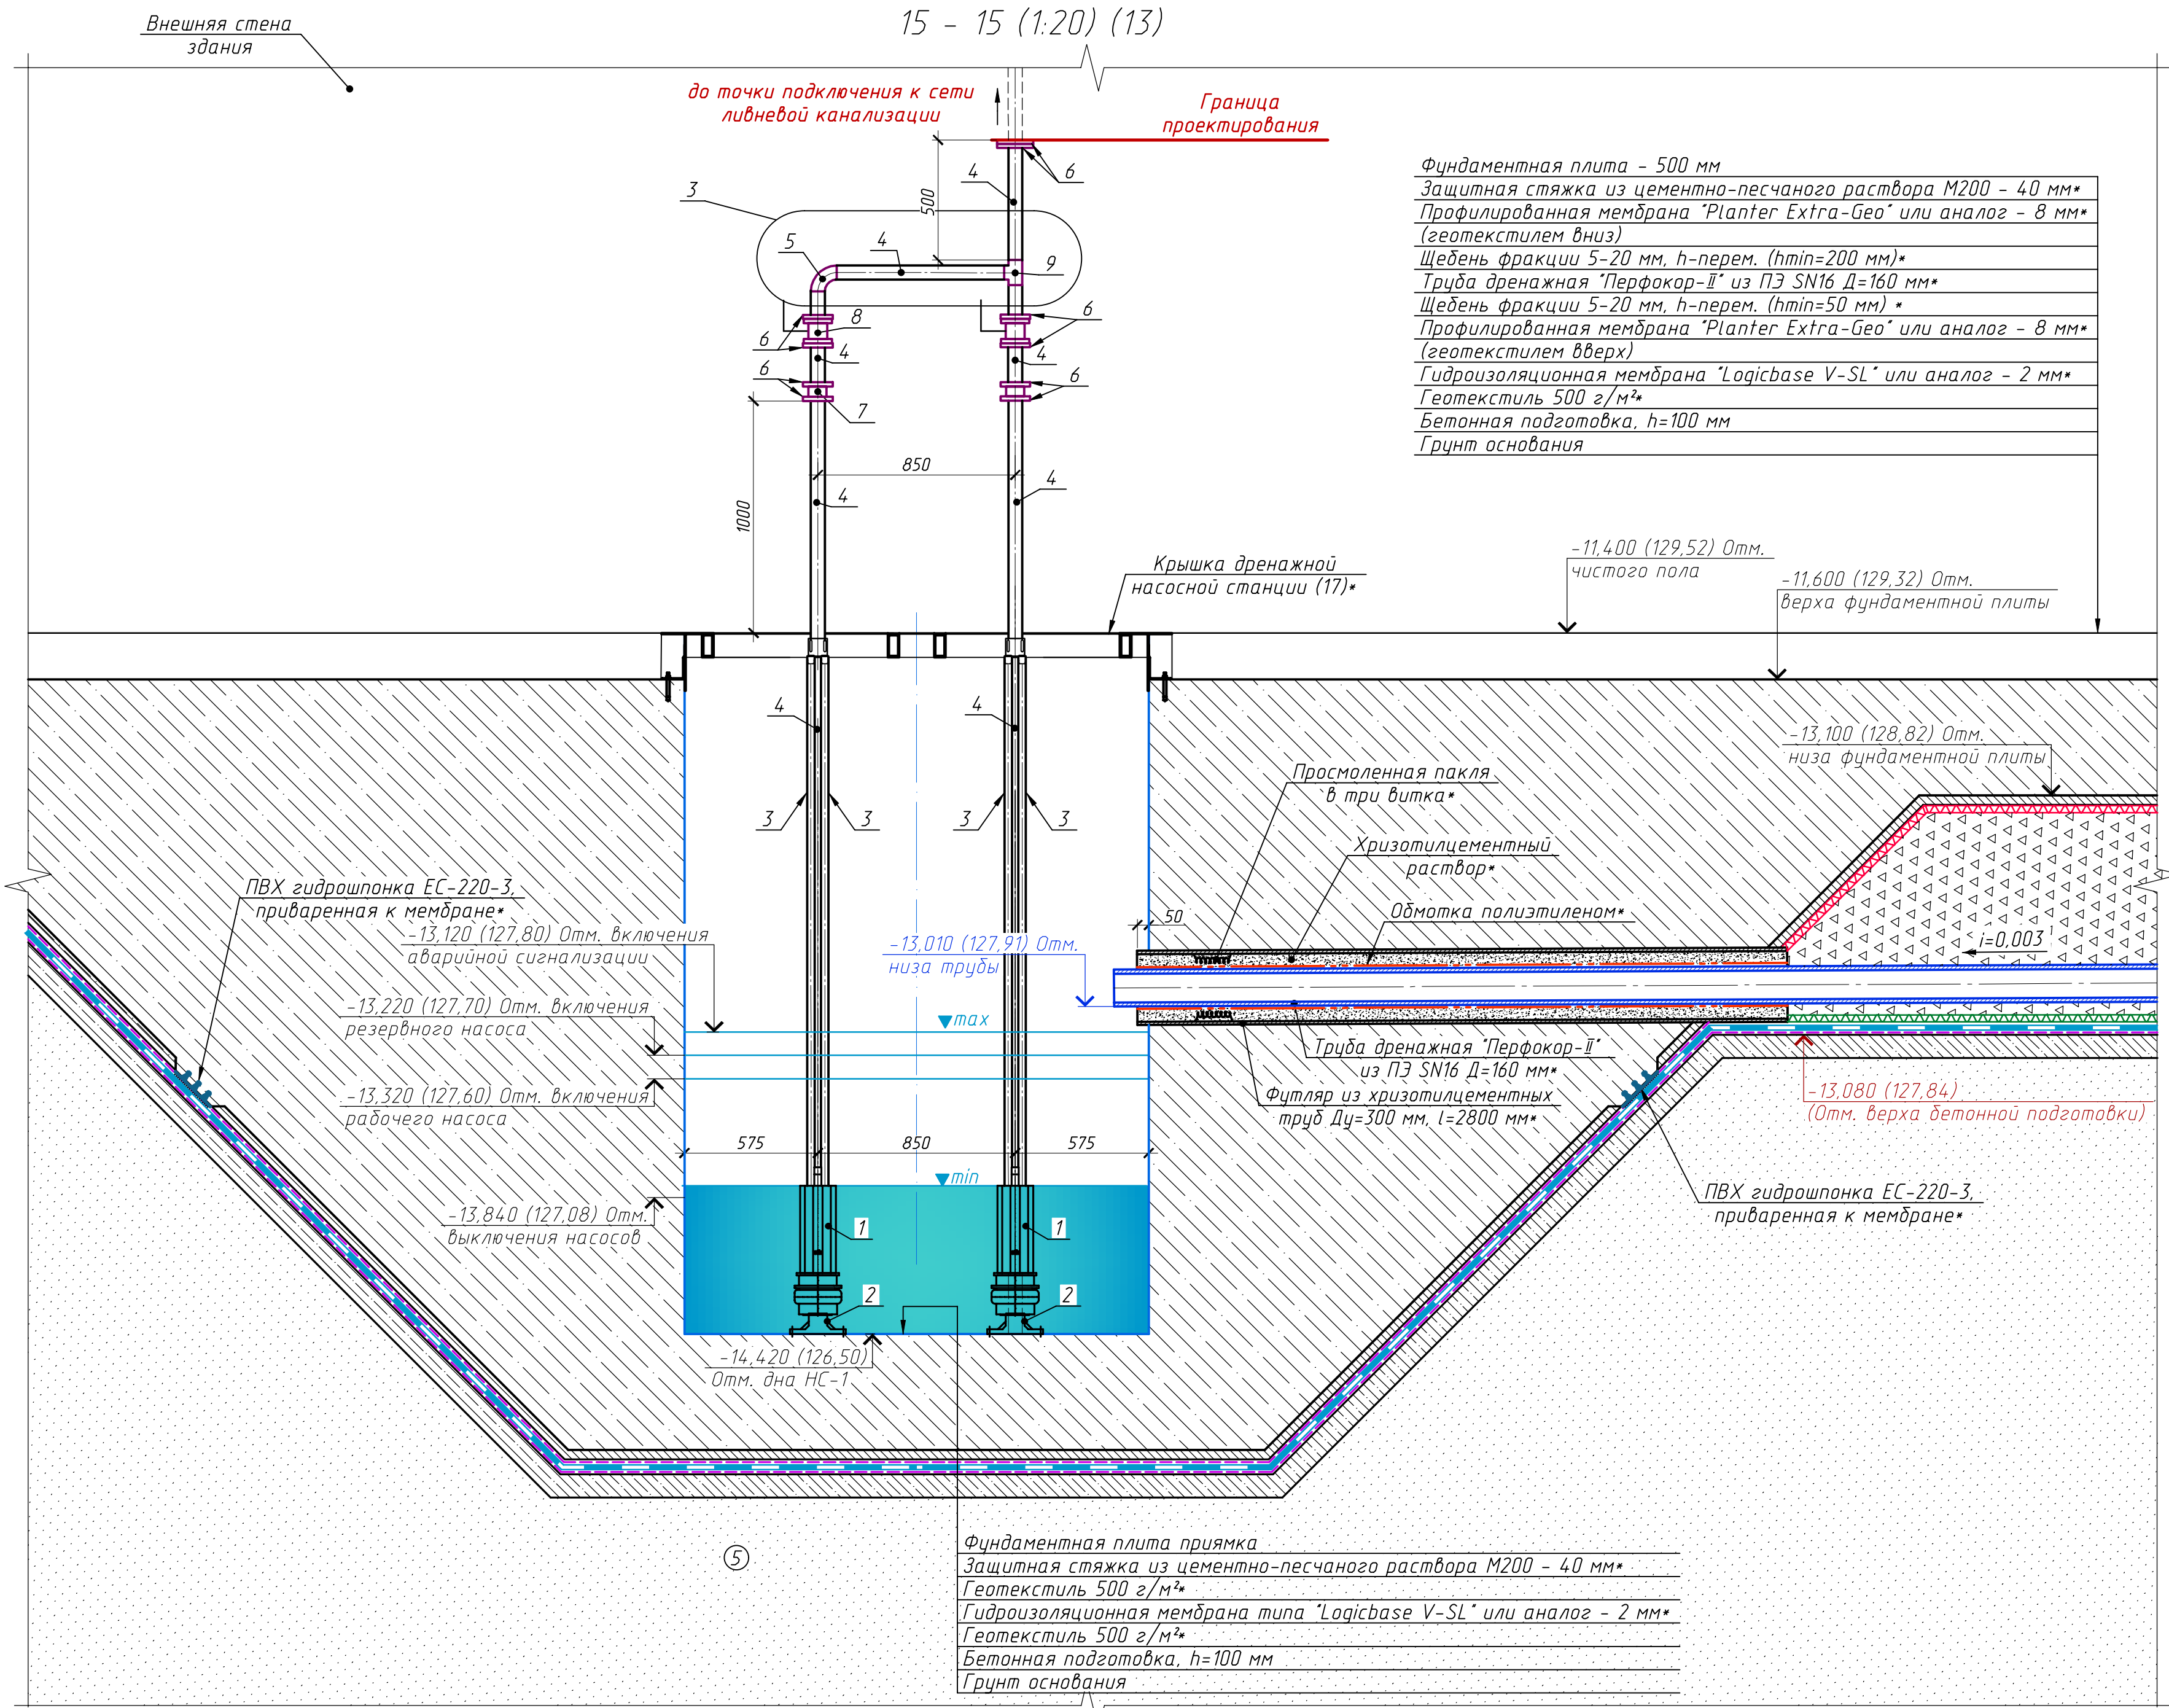 15 - 15 (1:20) (13)
Внешняя стена
здания
до точки подключения к сети
ливневой канализации
Граница
проектирования
Фундаментная плита - 500 мм
Защитная стяжка из цементно-песчаного раствора М200 - 40 мм*
Профилированная мембрана "Planter Extra-Geo" или аналог - 8 мм*
(геотекстилем вниз)
Щебень фракции 5-20 мм, h-перем. (hmin=200 мм)*
Труба дренажная "Перфокор-II" из ПЭ SN16 Д=160 мм*
Щебень фракции 5-20 мм, h-перем. (hmin=50 мм) *
Профилированная мембрана "Planter Extra-Geo" или аналог - 8 мм*
(геотекстилем вверх)
Гидроизоляционная мембрана "Logicbase V-SL" или аналог - 2 мм*
Геотекстиль 500 г/м²*
Бетонная подготовка, h=100 мм
Грунт основания
6
4
3
500
5
4
9
8
6
6
4
4
6
6
7
850
4
4
1000
Крышка дренажной
насосной станции (17)*
-11,400 (129,52) Отм.
чистого пола
-11,600 (129,32) Отм.
верха фундаментной плиты
4
4
-13,100 (128,82) Отм.
низа фундаментной плиты
Просмоленная пакля
в три витка*
3
3
3
3
Хризотилцементный
раствор*
ПВХ гидрошпонка ЕС-220-3,
приваренная к мембране*
Обмотка полиэтиленом*
50
-13,120 (127,80) Отм. включения
аварийной сигнализации
-13,010 (127,91) Отм.
низа трубы
i=0,003
-13,220 (127,70) Отм. включения
резервного насоса
max
Труба дренажная "Перфокор-II"
из ПЭ SN16 Д=160 мм*
-13,320 (127,60) Отм. включения
рабочего насоса
Футляр из хризотилцементных
труб Ду=300 мм, l=2800 мм*
-13,080 (127,84)
(Отм. верха бетонной подготовки)
575
850
575
min
ПВХ гидрошпонка ЕС-220-3,
приваренная к мембране*
-13,840 (127,08) Отм.
выключения насосов
1
1
2
2
-14,420 (126,50)
Отм. дна НС-1
5
Фундаментная плита приямка
Защитная стяжка из цементно-песчаного раствора М200 - 40 мм*
Геотекстиль 500 г/м²*
Гидроизоляционная мембрана типа "Logicbase V-SL" или аналог - 2 мм*
Геотекстиль 500 г/м²*
Бетонная подготовка, h=100 мм
Грунт основания